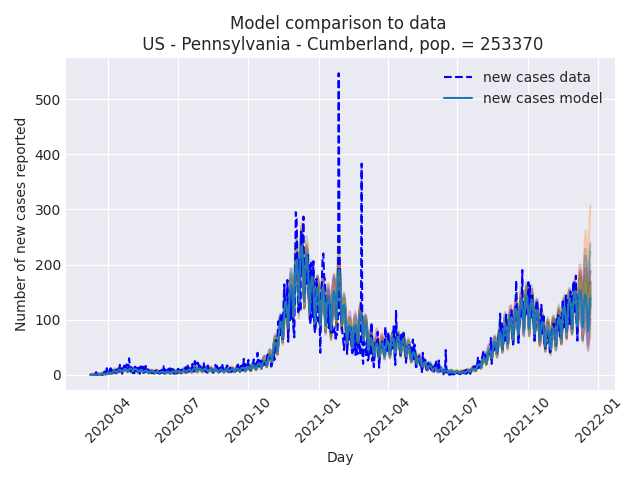 Model comparison to data
US - Pennsylvania - Cumberland, pop. = 253370
new cases data
new cases model
Number of new cases reported
500
400
300
200
100
0
2020-04
2020-07
2020-10
2021-01
2021-04
2021-07
2021-10
2022-01
Day